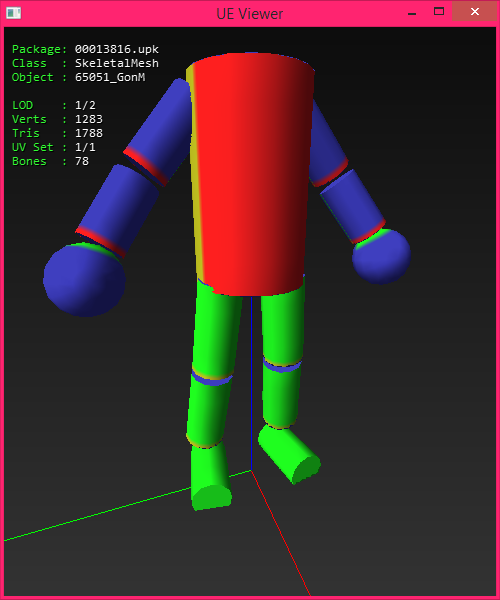 UE Viewer
Package: 00013816.upk
Class : SkeletalMesh
Object : 65051_GonM
LOD : 1/2
Verts : 1283
Tris : 1788
UV Set : 1/1
Bones : 78